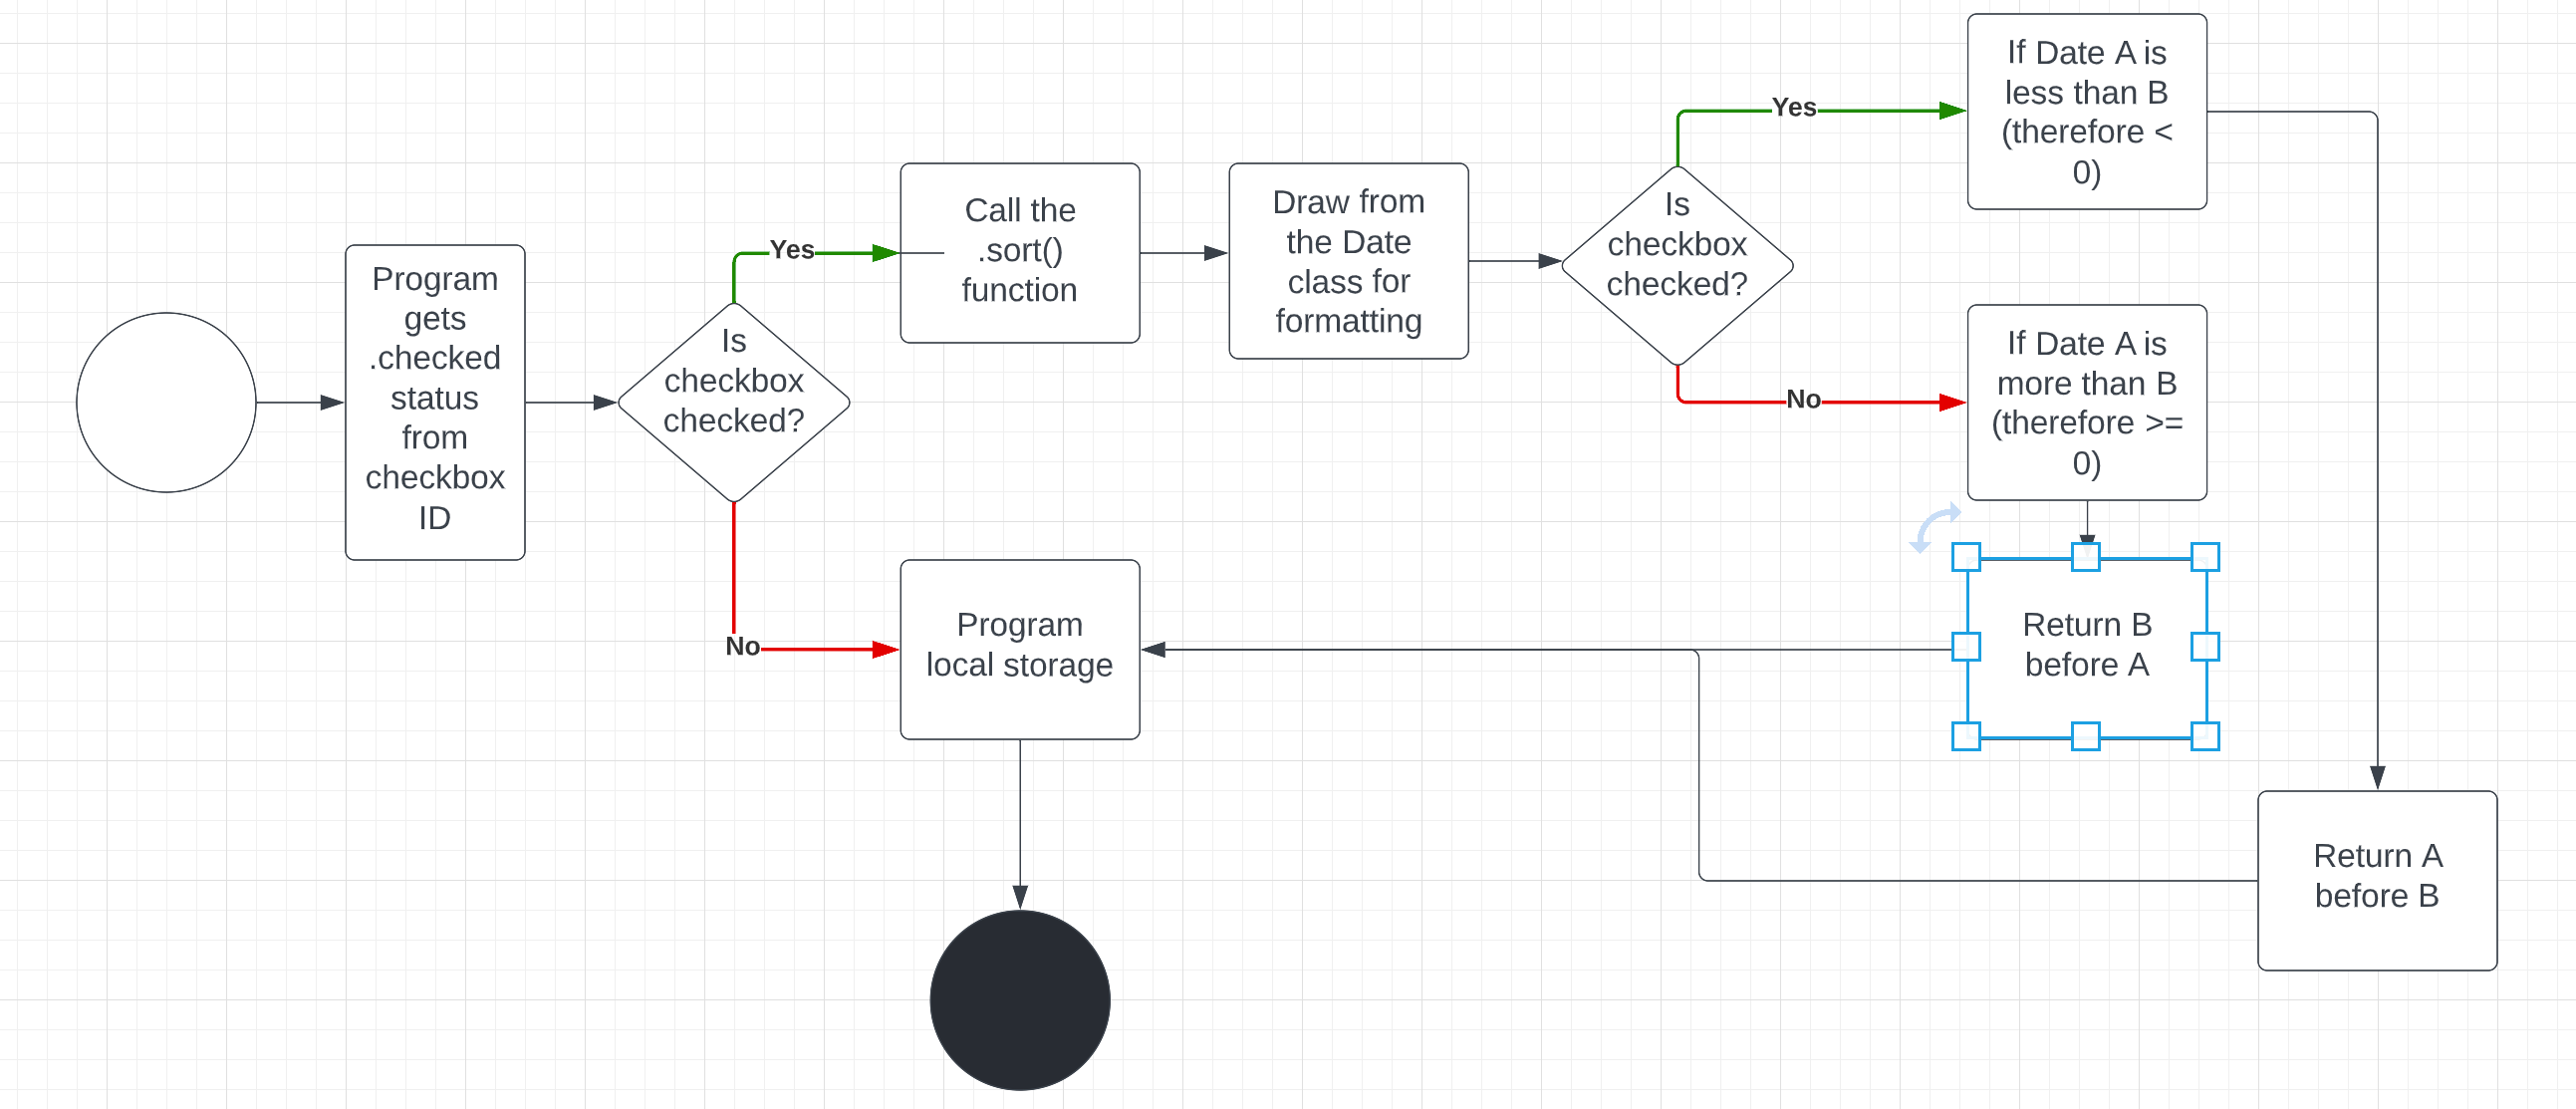 Program
gets
.checked
status
from
checkbox
ID
Is
checkbox
checked?
Yes
No
Call the
.sort()
function
Draw from
the Date
class for
formatting
Is
checkbox
checked?
Yes
No
If Date A is
less than B
(therefore <
0)
If Date A is
more than B
(therefore >=
0)
Return B
before A
Return A
before B
Program
local storage